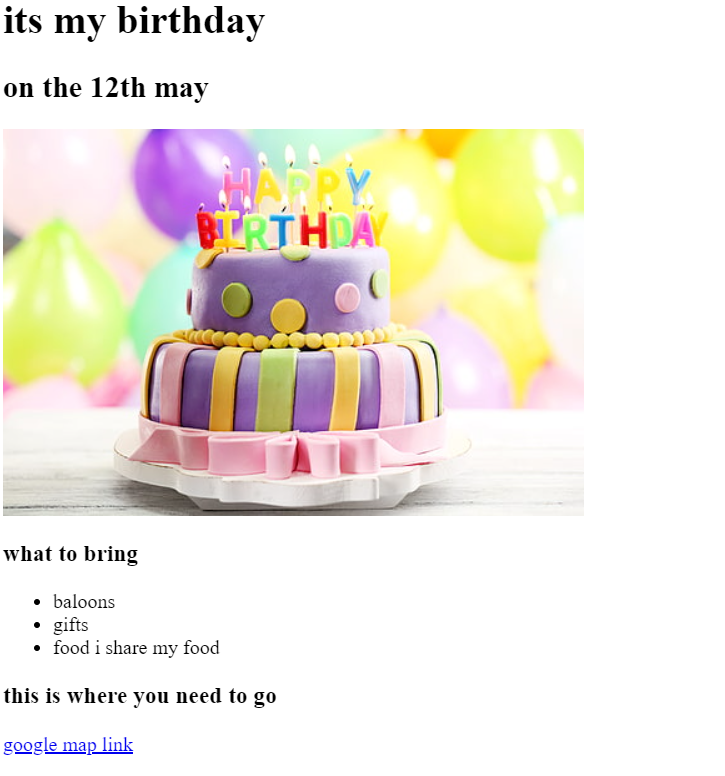 its my birthday
on the 12th may
HAPPY
BIRTHDAY
what to bring
baloons
gifts
food i share my food
this is where you need to go
google map link